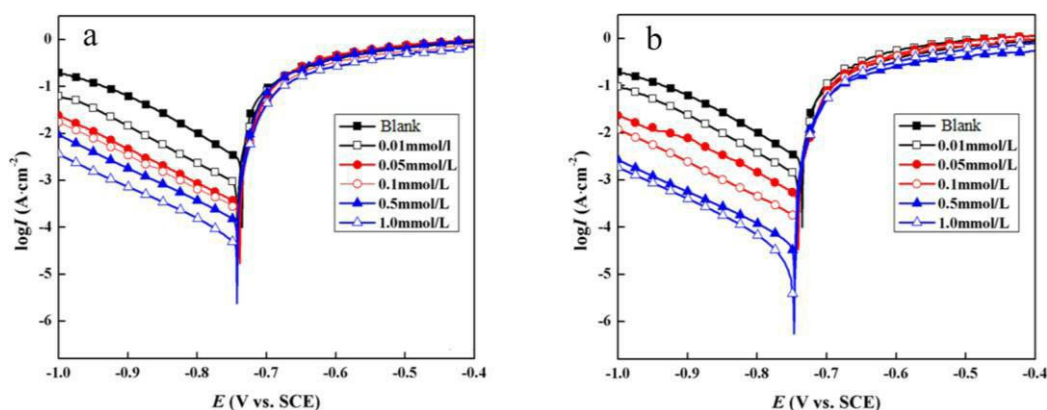 a
0
-1
-2
-3
-4
-5
-6
logI (A·cm-2)
Blank
0.01mmol/l
0.05mmol/L
0.1mmol/L
0.5mmol/L
1.0mmol/L
-1.0 -0.9 -0.8 -0.7 -0.6 -0.5 -0.4
E (V vs. SCE)
b
0
-1
-2
-3
-4
-5
-6
logI (A·cm-2)
Blank
0.01mmol/L
0.05mmol/L
0.1mmol/L
0.5mmol/L
1.0mmol/L
-1.0 -0.9 -0.8 -0.7 -0.6 -0.5 -0.4
E (V vs. SCE)